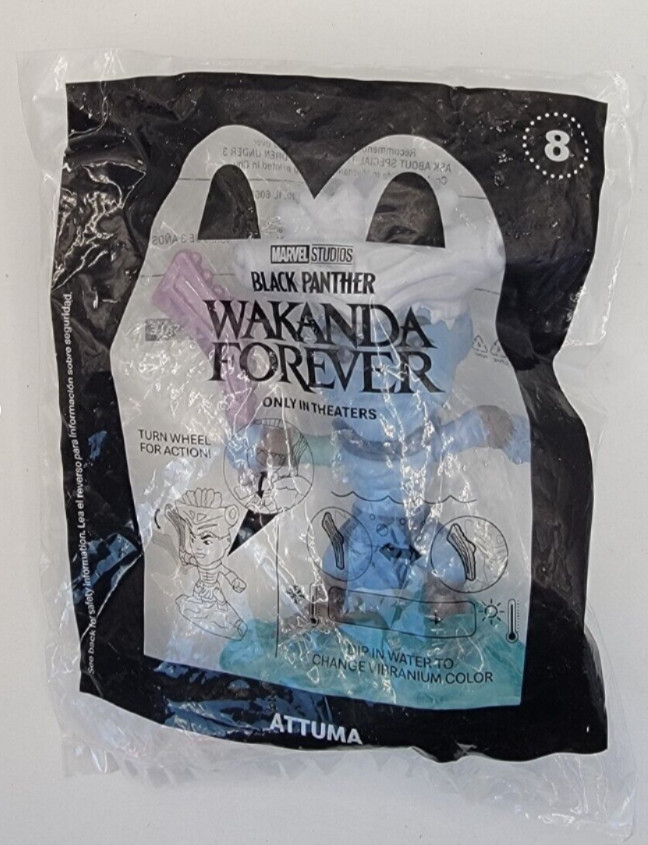 8
MARVEL STUDIOS
BLACK PANTHER
WAKANDA
FOREVER
ONLY IN THEATERS
TURN WHEEL
FOR ACTION!
DIP IN WATER TO
CHANGE VIBRANIUM COLOR
ATTUMA
See back for safety information. Lea el reverso para información sobre seguridad.